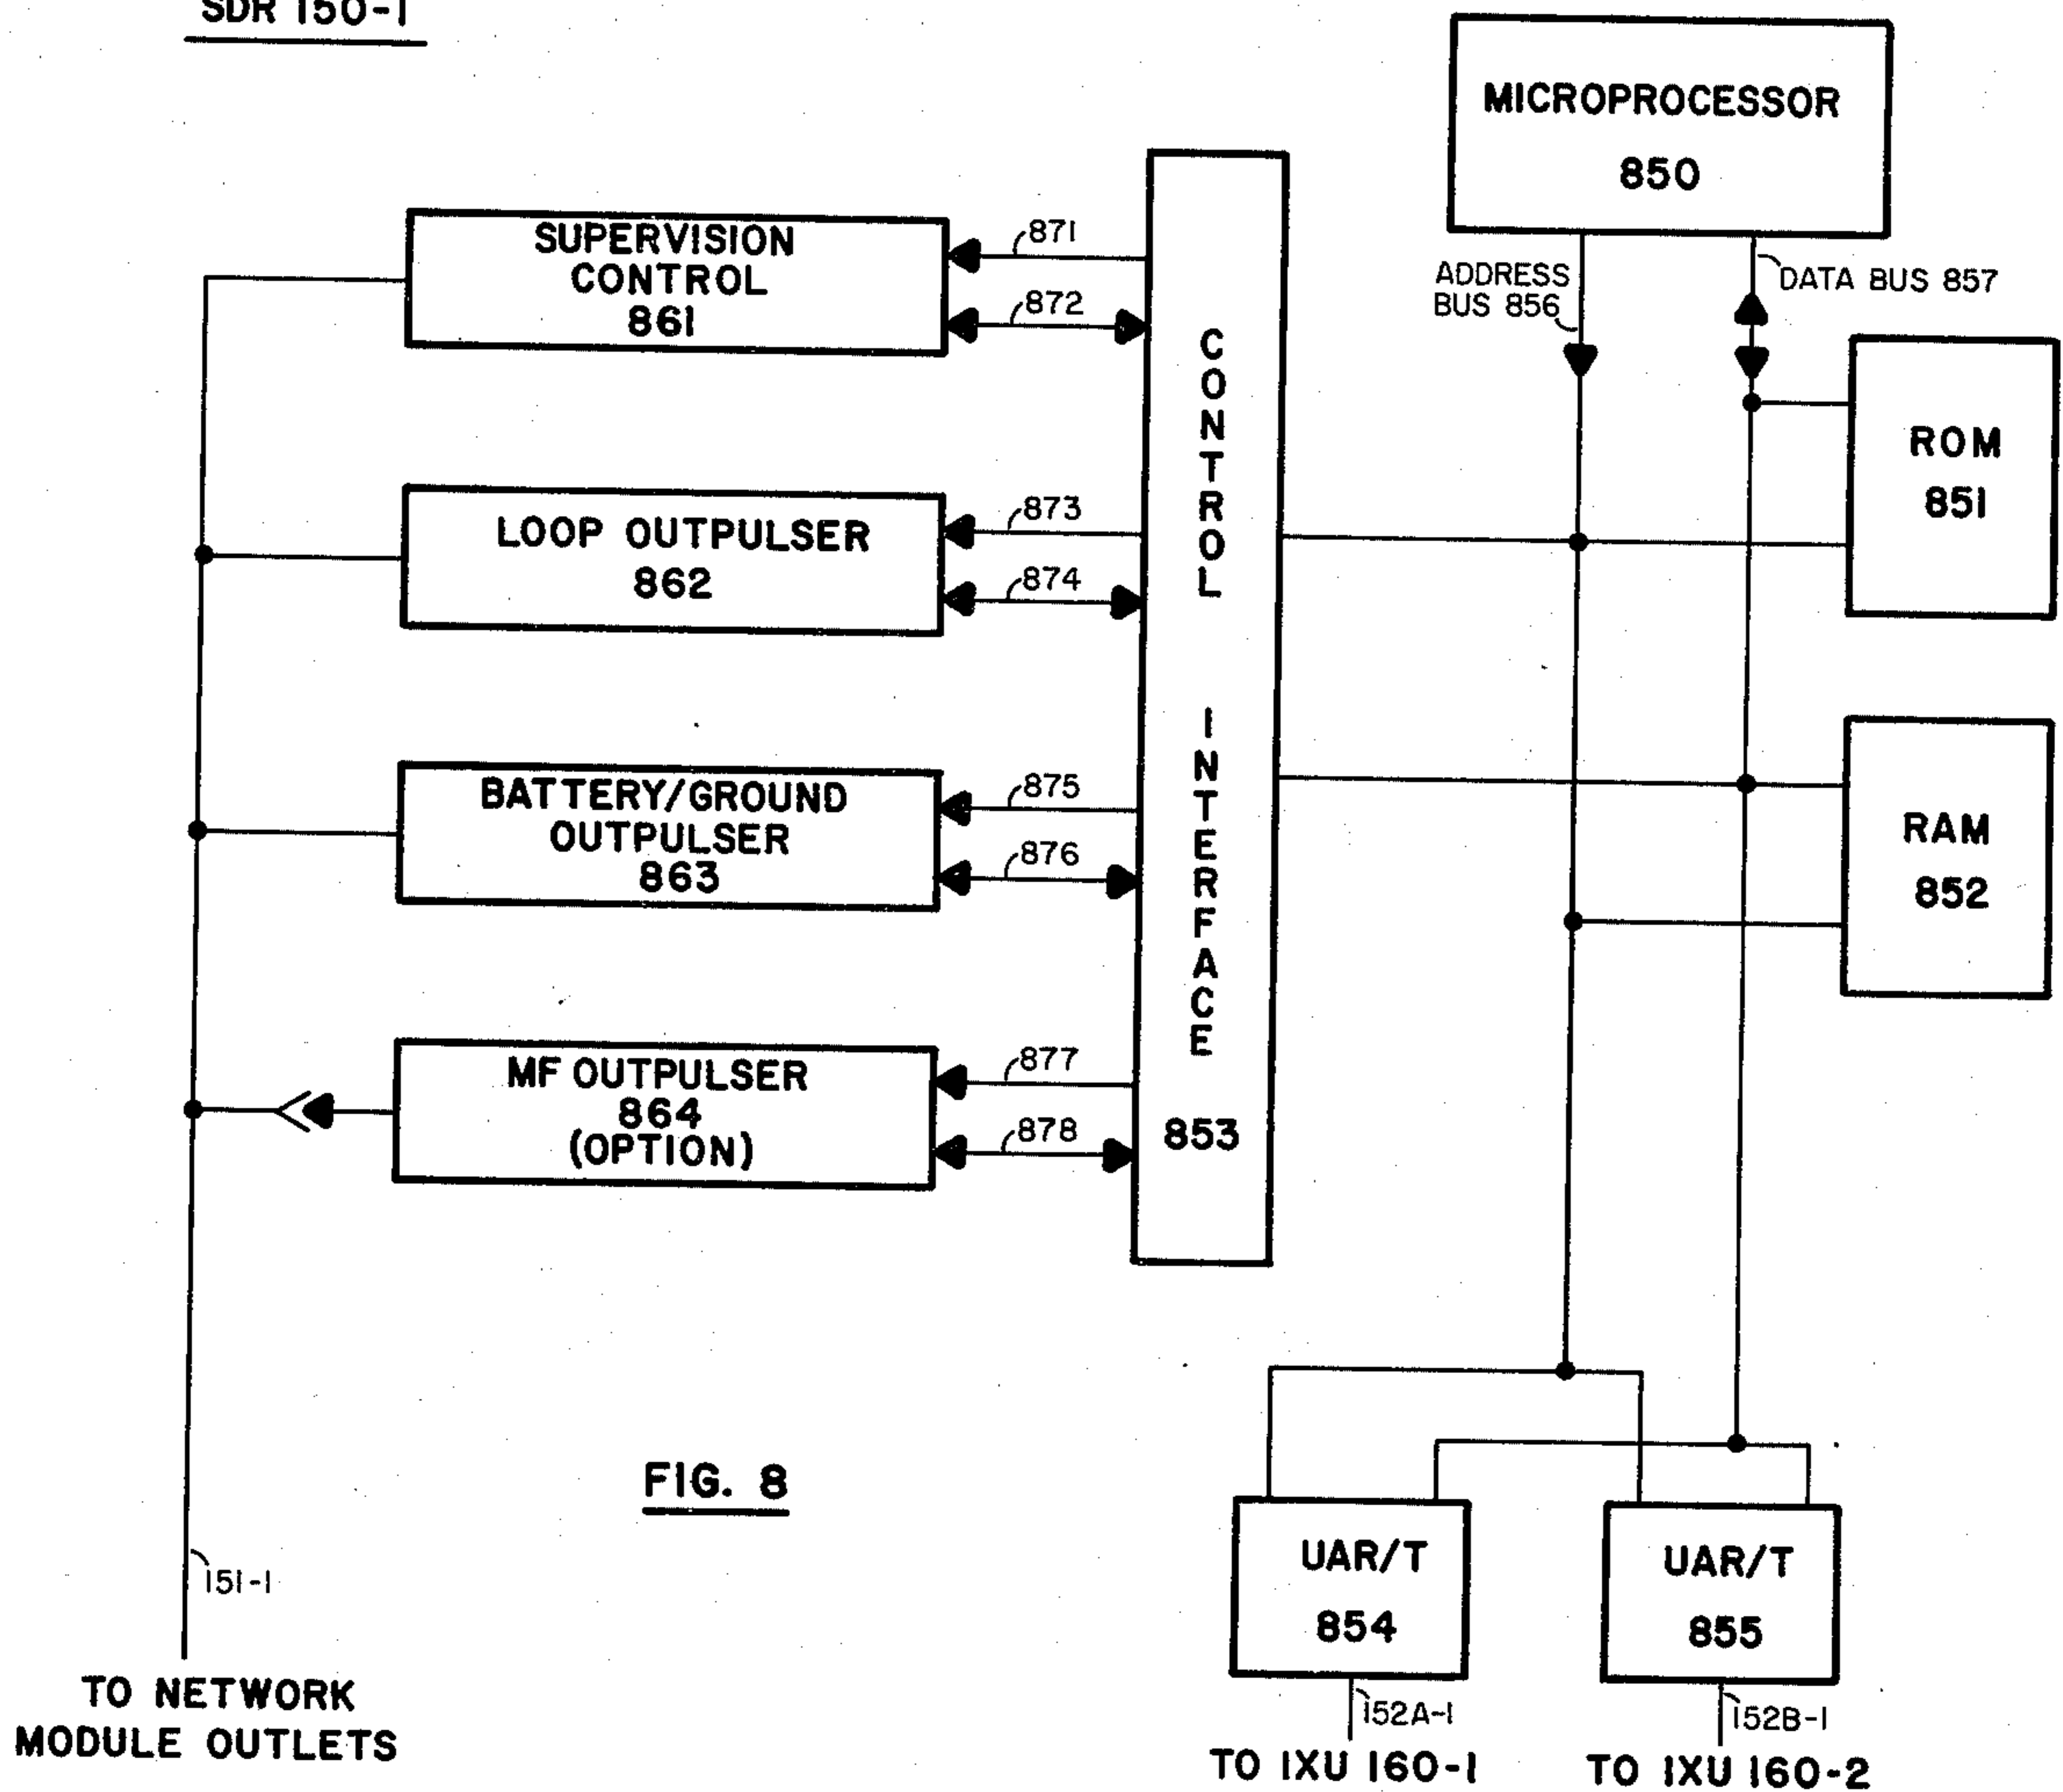 SDR 150-1
MICROPROCESSOR
850
ADDRESS
BUS 856
DATA BUS 857
SUPERVISION
CONTROL
861
871
872
ROM
851
LOOP OUTPULSER
862
873
874
CONTROL INTERFACE
853
BATTERY/GROUND
OUTPULSER
863
875
876
RAM
852
MF OUTPULSER
864
(OPTION)
877
878
FIG. 8
UAR/T
854
UAR/T
855
151-1
152A-1
152B-1
TO NETWORK
MODULE OUTLETS
TO IXU 160-1
TO IXU 160-2